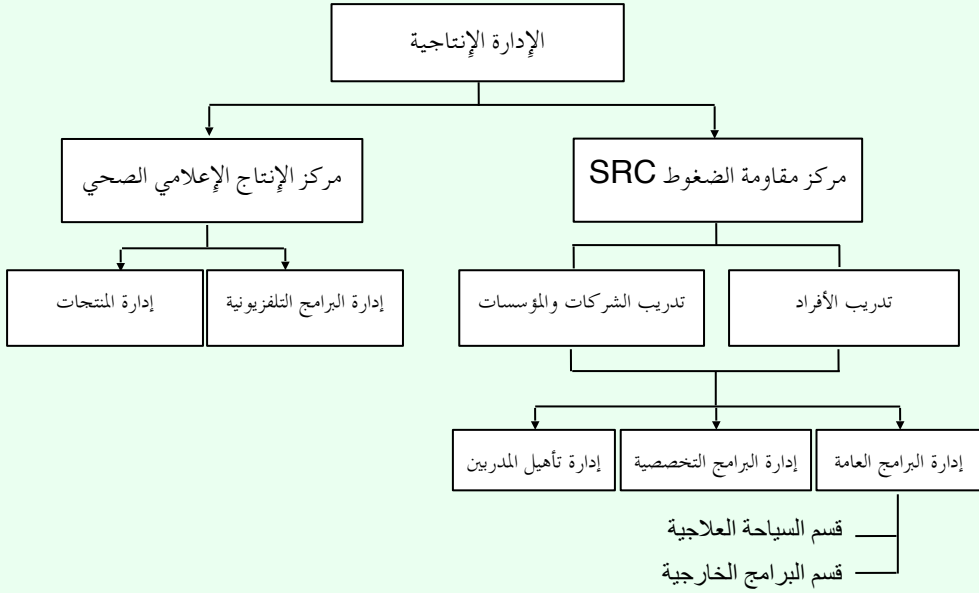 الإدارة الإنتاجية
مركز مقاومة الضغوط SRC
مركز الإنتاج الإعلامي الصحي
تدريب الأفراد
تدريب الشركات والمؤسسات
إدارة البرامج التلفزيونية
إدارة المنتجات
إدارة البرامج العامة
إدارة البرامج التخصصية
إدارة تأهيل المدربين
قسم السياحة العلاجية
قسم البرامج الخارجية